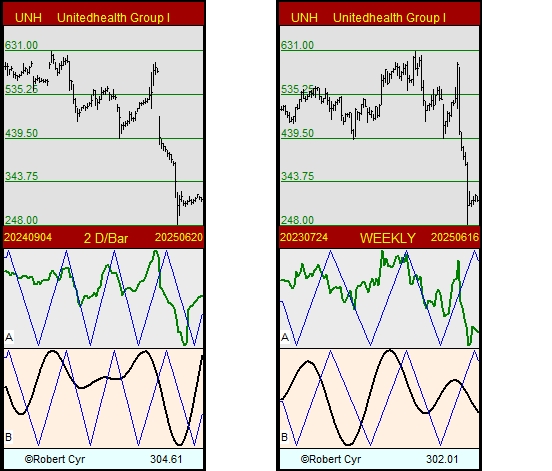 UNH Unitedhealth Group I
631.00
535.25
439.50
343.75
248.00
20240904 2 D/Bar 20250620
A
B
©Robert Cyr 304.61
UNH Unitedhealth Group I
631.00
535.25
439.50
343.75
248.00
20230724 WEEKLY 20250616
A
B
©Robert Cyr 302.01